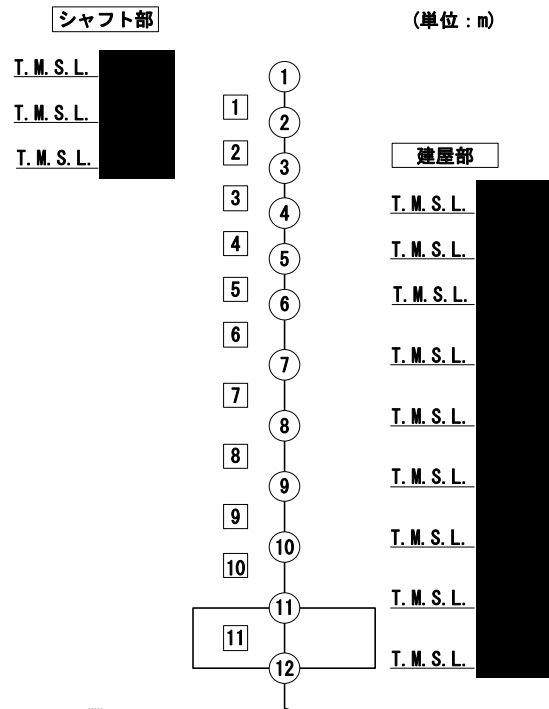 シャフト部
(単位：m)
T.M.S.L.
①
1
T.M.S.L.
②
2
T.M.S.L.
③
建屋部
3
④
T.M.S.L.
4
⑤
T.M.S.L.
5
⑥
T.M.S.L.
6
⑦
T.M.S.L.
7
⑧
T.M.S.L.
8
⑨
T.M.S.L.
9
⑩
T.M.S.L.
10
⑪
T.M.S.L.
11
⑫
T.M.S.L.